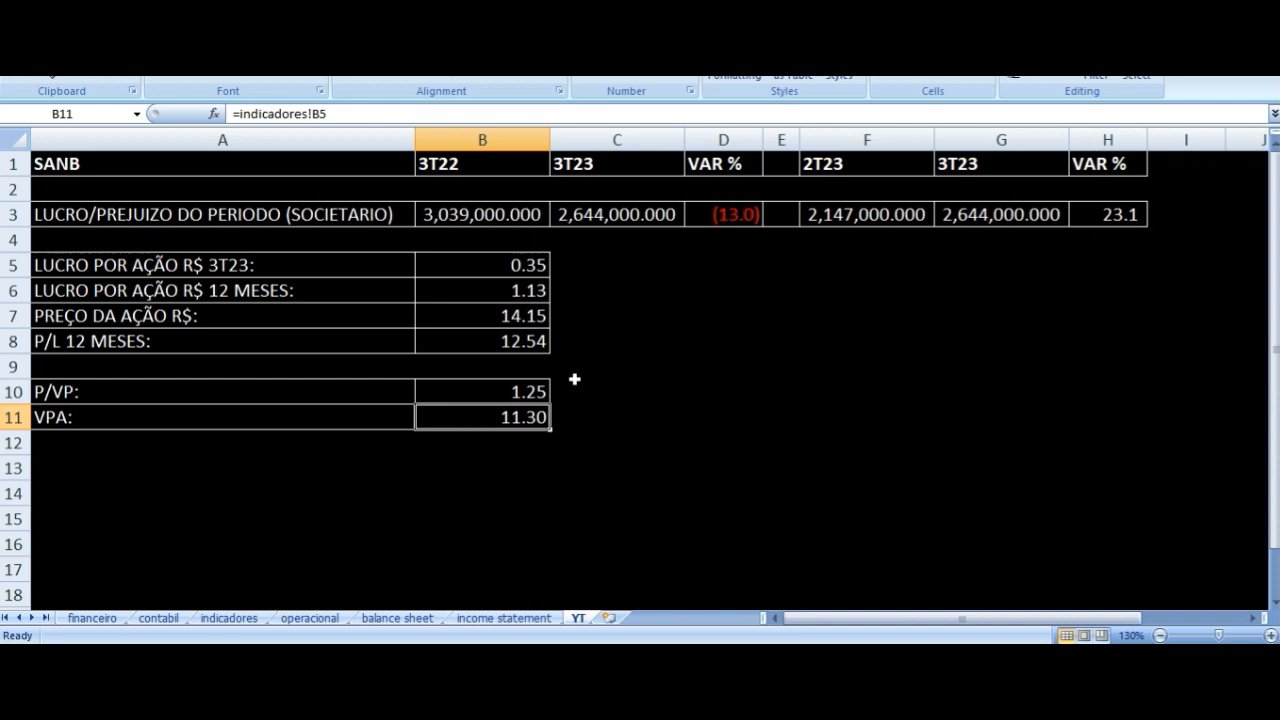 Clipboard Font Alignment Number Styles Cells Editing
B11 fx =indicadores!B5
A B C D E F G H I J
1 SANB 3T22 3T23 VAR % 2T23 3T23 VAR %
2
3 LUCRO/PREJUIZO DO PERIODO (SOCIETARIO) 3,039,000.000 2,644,000.000 (13.0) 2,147,000.000 2,644,000.000 23.1
4
5 LUCRO POR AÇÃO R$ 3T23: 0.35
6 LUCRO POR AÇÃO R$ 12 MESES: 1.13
7 PREÇO DA AÇÃO R$: 14.15
8 P/L 12 MESES: 12.54
9
10 P/VP: 1.25
11 VPA: 11.30
12
13
14
15
16
17
18
financeiro contabil indicadores operacional balance sheet income statement YT
Ready 130%